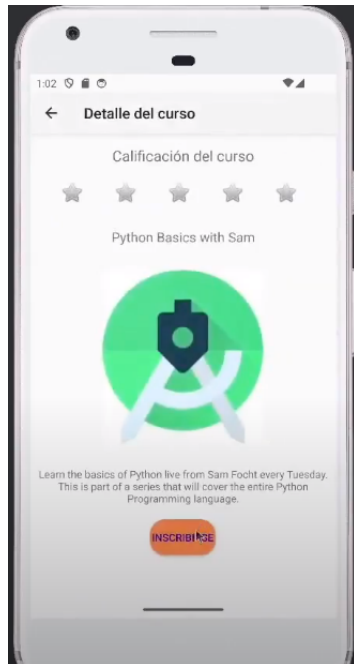 1:02
Detalle del curso
Calificación del curso
Python Basics with Sam
Learn the basics of Python live from Sam Focht every Tuesday.
This is part of a series that will cover the entire Python
Programming language.
INSCRIBIRSE